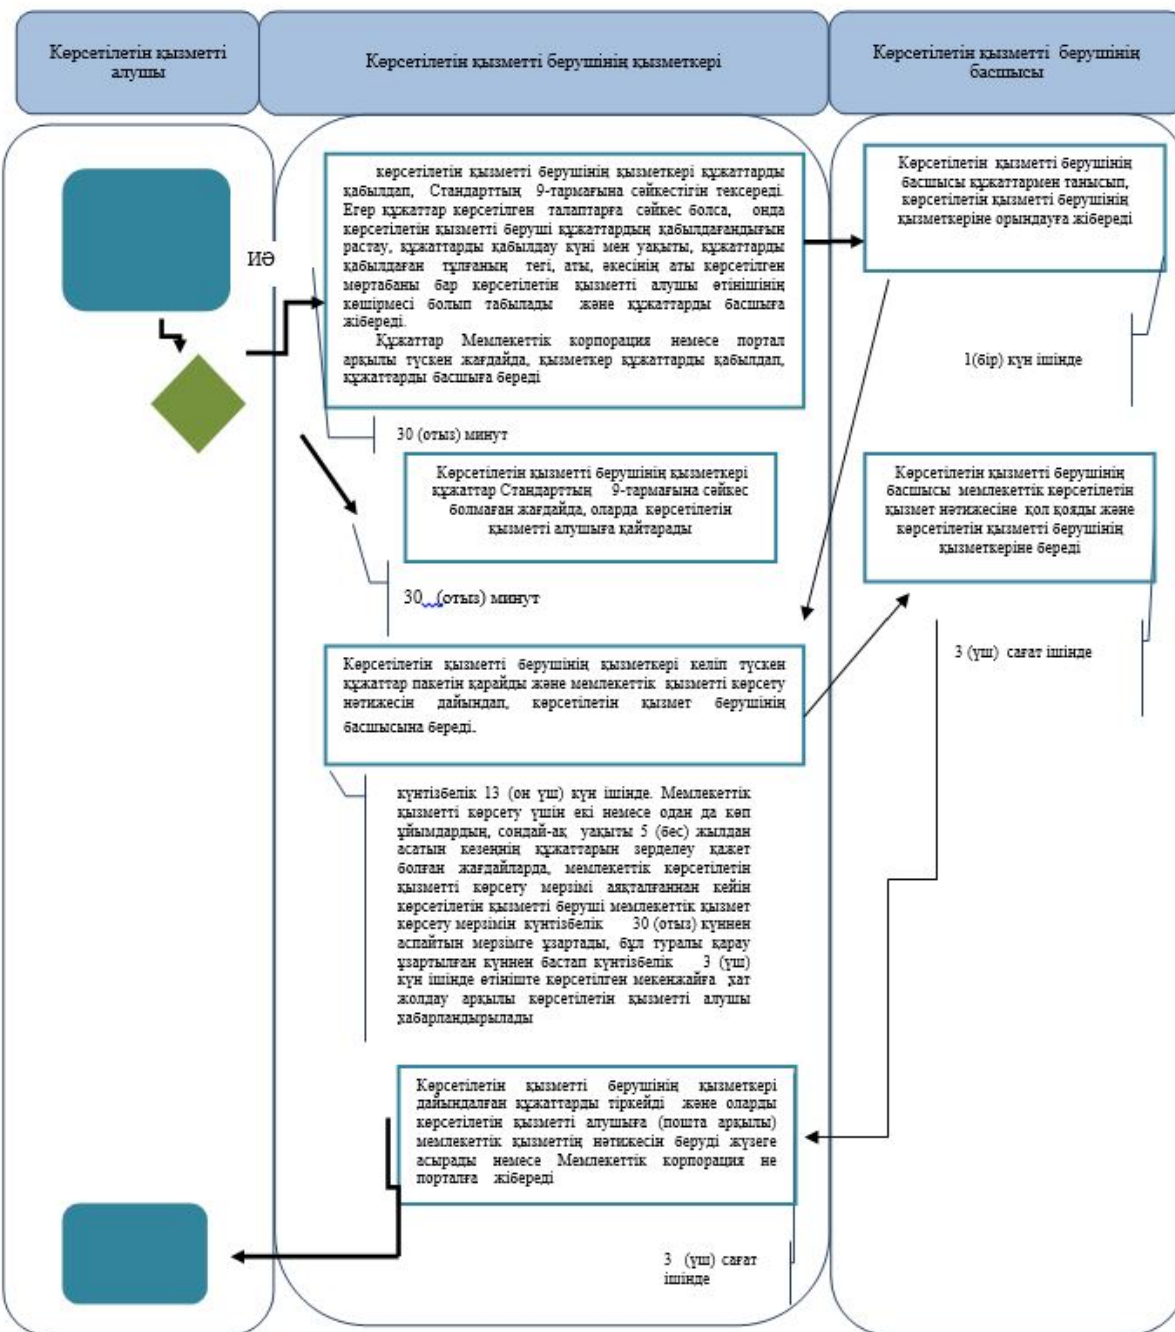 Көрсетілетін қызметті
алушы
Көрсетілетін қызметті берушінің қызметкері
Көрсетілетін қызметті берушінің
басшысы
ИӘ
көрсетілетін қызметті берушінің қызметкері құжаттарды
қабылдап, Стандарттың 9-тармағына сәйкестігін тексереді.
Егер құжаттар көрсетілген талаптарға сәйкес болса, онда
көрсетілетін қызметті беруші құжаттардың қабылдағандығын
растау, құжаттарды қабылдау күні мен уақыты, құжаттарды
қабылдаған тұлғаның тегі, аты, әкесінің аты көрсетілген
мөртабаны бар көрсетілетін қызметті алушы өтінішінің
көшірмесі болып табылады және құжаттарды басшыға
жібереді.
Құжаттар Мемлекеттік корпорация немесе портал
арқылы түскен жағдайда, қызметкер құжаттарды қабылдап,
құжаттарды басшыға береді
30 (отыз) минут
Көрсетілетін қызметті берушінің
басшысы құжаттармен танысып,
көрсетілетін қызметті берушінің
қызметкеріне орындауға жібереді
1(бір) күн ішінде
Көрсетілетін қызметті берушінің қызметкері
құжаттар Стандарттың 9-тармағына сәйкес
болмаған жағдайда, оларда көрсетілетін
қызметті алушыға қайтарады
30 (отыз) минут
Көрсетілетін қызметті берушінің
басшысы мемлекеттік көрсетілетін
қызмет нәтижесіне қол қояды және
көрсетілетін қызметті берушінің
қызметкеріне береді
3 (үш) сағат ішінде
Көрсетілетін қызметті берушінің қызметкері келіп түскен
құжаттар пакетін қарайды және мемлекеттік қызметті көрсету
нәтижесін дайындап, көрсетілетін қызмет берушінің
басшысына береді.
күнтізбелік 13 (он үш) күн ішінде. Мемлекеттік
қызметті көрсету үшін екі немесе одан да көп
ұйымдардың, сондай-ақ уақыты 5 (бес) жылдан
асатын кезеңнің құжаттарын зерделеу қажет
болған жағдайларда, мемлекеттік көрсетілетін
қызметті көрсету мерзімі аяқталғаннан кейін
көрсетілетін қызметті беруші мемлекеттік қызмет
көрсету мерзімін күнтізбелік 30 (отыз) күннен
аспайтын мерзімге ұзартады, бұл туралы қарау
ұзартылған күннен бастап күнтізбелік 3 (үш)
күн ішінде өтініште көрсетілген мекенжайға хат
жолдау арқылы көрсетілетін қызметті алушы
хабарландырылады
Көрсетілетін қызметті берушінің қызметкері
дайындалған құжаттарды тіркейді және оларды
көрсетілетін қызметті алушыға (пошта арқылы)
мемлекеттік қызметтің нәтижесін беруді жүзеге
асырады немесе Мемлекеттік корпорация не
порталға жібереді
3 (үш) сағат
ішінде